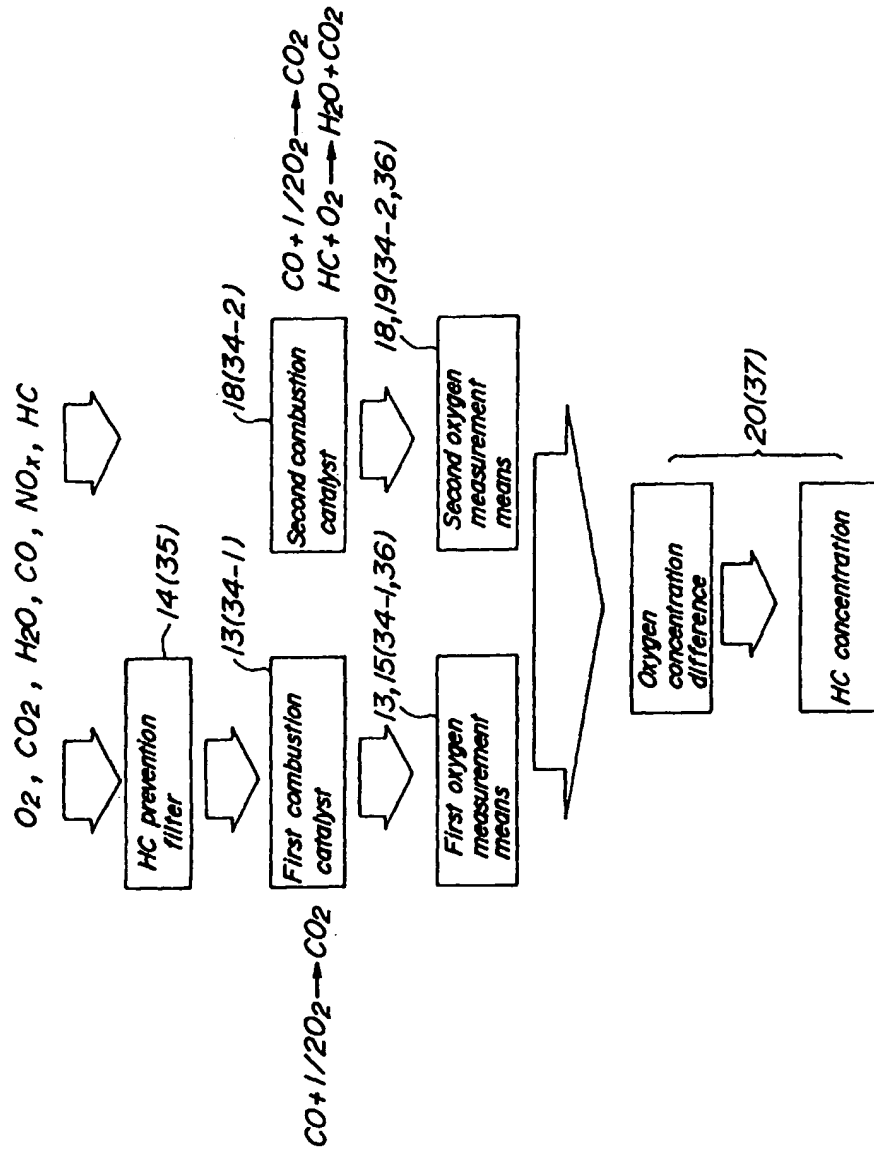 O2, CO2, H2O, CO, NOx, HC
HC prevention
filter
14(35)
CO+1/2O2→CO2
First combustion
catalyst
13(34-1)
Second combustion
catalyst
18(34-2)
CO+1/2O2→CO2
HC+O2→H2O+CO2
First oxygen
measurement
means
13,15(34-1,36)
Second oxygen
measurement
means
18,19(34-2,36)
Oxygen
concentration
difference
HC concentration
20(37)